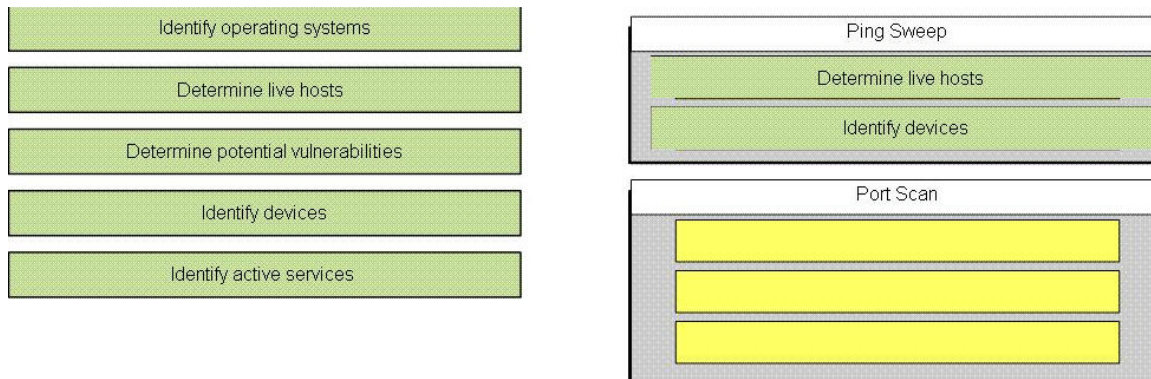 Identify operating systems
Determine live hosts
Determine potential vulnerabilities
Identify devices
Identify active services
Ping Sweep
Determine live hosts
Identify devices
Port Scan